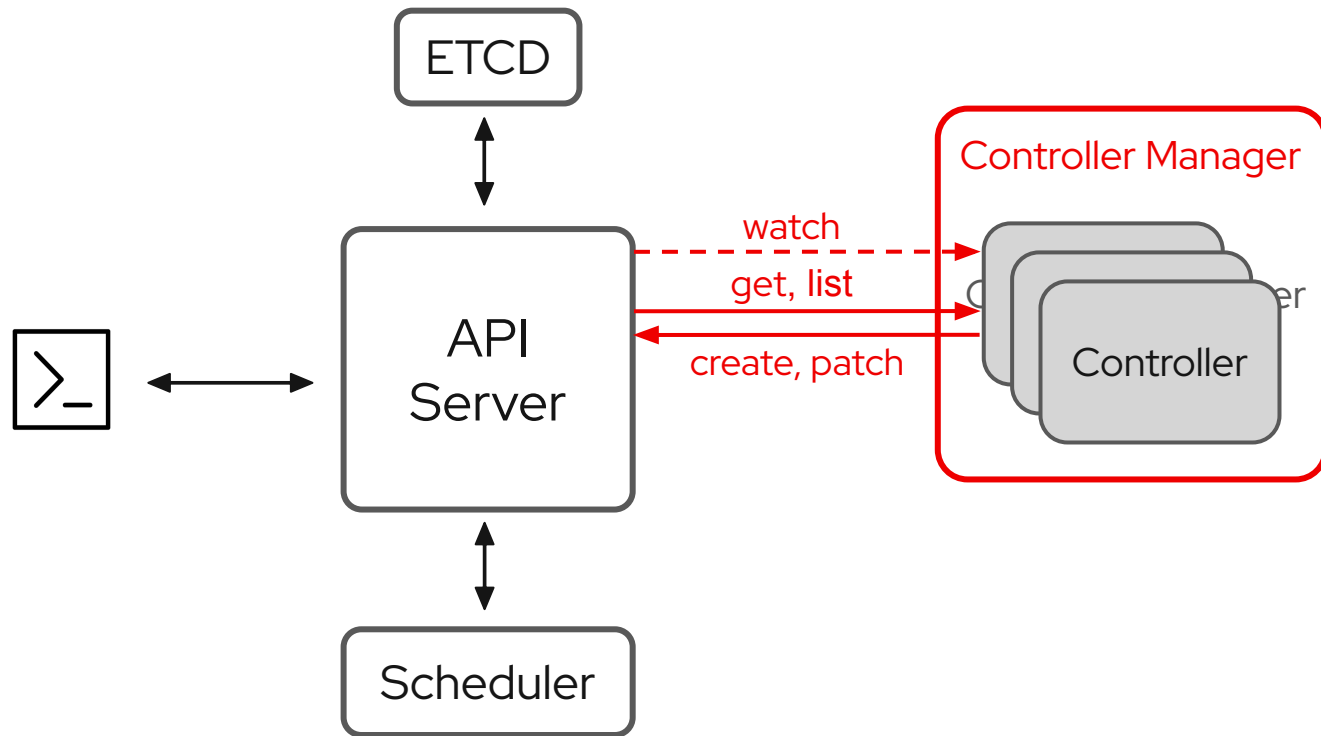 ETCD
Controller Manager
watch
get, list
create, patch
API
Server
Controller
Scheduler